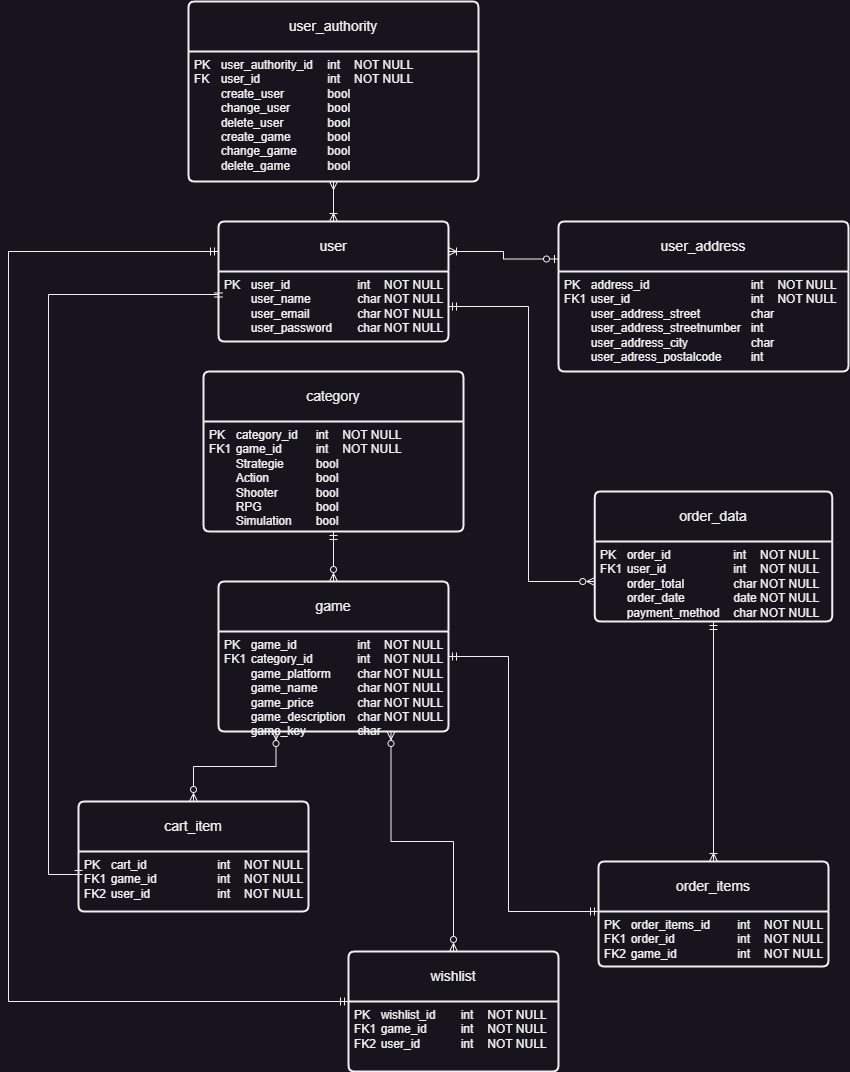 user_authority
PK user_authority_id int NOT NULL
FK user_id int NOT NULL
create_user bool
change_user bool
delete_user bool
create_game bool
change_game bool
delete_game bool
user
PK user_id int NOT NULL
user_name char NOT NULL
user_email char NOT NULL
user_password char NOT NULL
user_address
PK address_id int NOT NULL
FK1 user_id int NOT NULL
user_address_street char
user_address_streetnumber int
user_address_city char
user_adress_postalcode int
category
PK category_id int NOT NULL
FK1 game_id int NOT NULL
Strategie bool
Action bool
Shooter bool
RPG bool
Simulation bool
order_data
PK order_id int NOT NULL
FK1 user_id int NOT NULL
order_total char NOT NULL
order_date date NOT NULL
payment_method char NOT NULL
game
PK game_id int NOT NULL
FK1 category_id int NOT NULL
game_platform char NOT NULL
game_name char NOT NULL
game_price char NOT NULL
game_description char NOT NULL
game_key char
cart_item
PK cart_id int NOT NULL
FK1 game_id int NOT NULL
FK2 user_id int NOT NULL
order_items
PK order_items_id int NOT NULL
FK1 order_id int NOT NULL
FK2 game_id int NOT NULL
wishlist
PK wishlist_id int NOT NULL
FK1 game_id int NOT NULL
FK2 user_id int NOT NULL